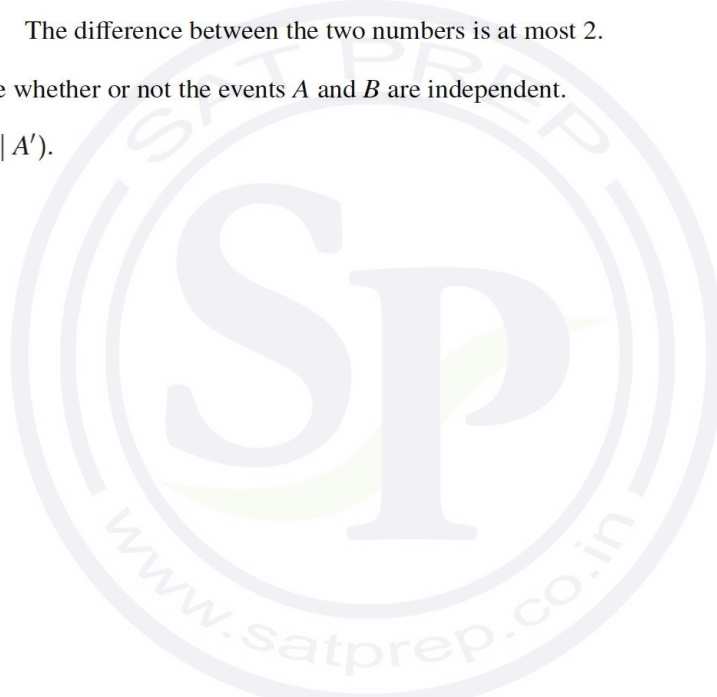 The difference between the two numbers is at most 2.
e whether or not the events A and B are independent.
| A′).
SAT PREP
SP
www.satprep.co.in